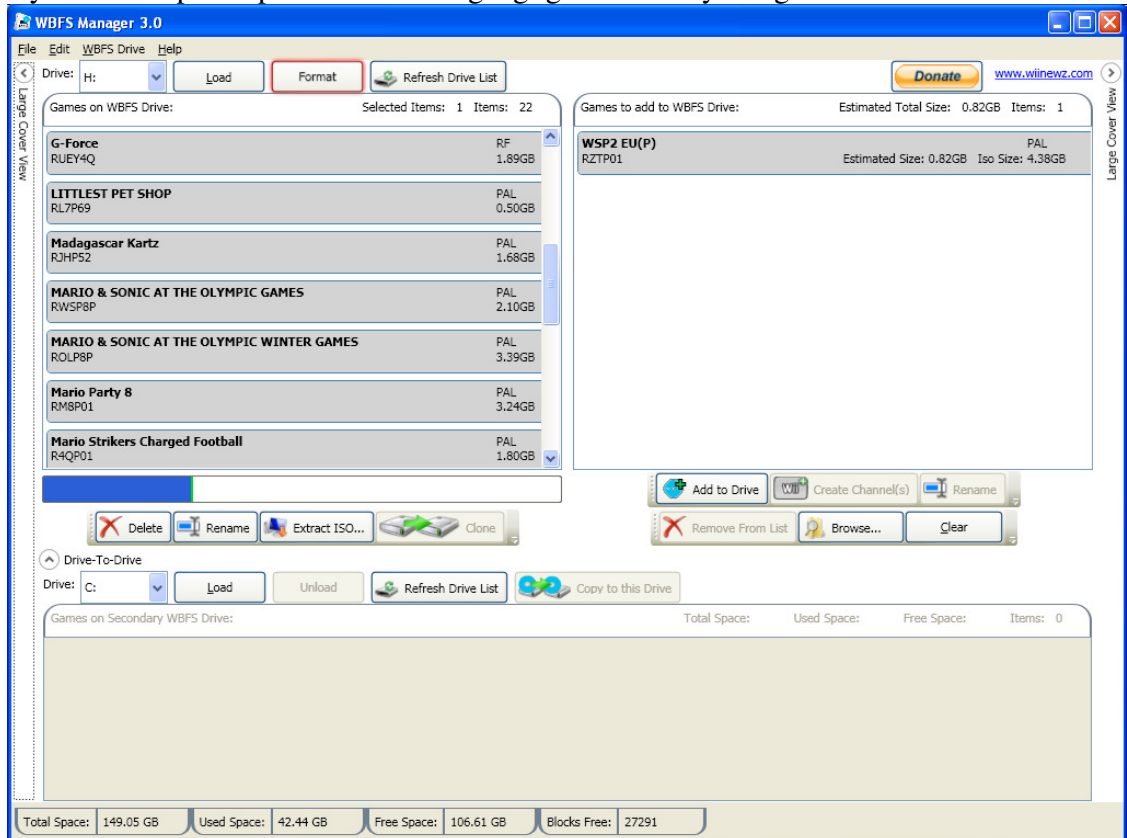 WBFS Manager 3.0
File Edit WBFS Drive Help
Drive: H: Load Format Refresh Drive List Donate www.wiinewz.com
Large Cover View
Games on WBFS Drive: Selected Items: 1 Items: 22
G-Force RF
RUEY4Q 1.89GB
LITTLEST PET SHOP PAL
RL7P69 0.50GB
Madagascar Kartz PAL
RJHP52 1.68GB
MARIO & SONIC AT THE OLYMPIC GAMES PAL
RWSP8P 2.10GB
MARIO & SONIC AT THE OLYMPIC WINTER GAMES PAL
ROLP8P 3.39GB
Mario Party 8 PAL
RM8P01 3.24GB
Mario Strikers Charged Football PAL
R4QP01 1.80GB
Games to add to WBFS Drive: Estimated Total Size: 0.82GB Items: 1
WSP2 EU(P) PAL
RZTP01 Estimated Size: 0.82GB Iso Size: 4.38GB
Large Cover View
Add to Drive Create Channel(s) Rename
Delete Rename Extract ISO... Clone
Remove From List Browse... Clear
Drive-To-Drive
Drive: C: Load Unload Refresh Drive List Copy to this Drive
Games on Secondary WBFS Drive: Total Space: Used Space: Free Space: Items: 0
Total Space: 149.05 GB Used Space: 42.44 GB Free Space: 106.61 GB Blocks Free: 27291